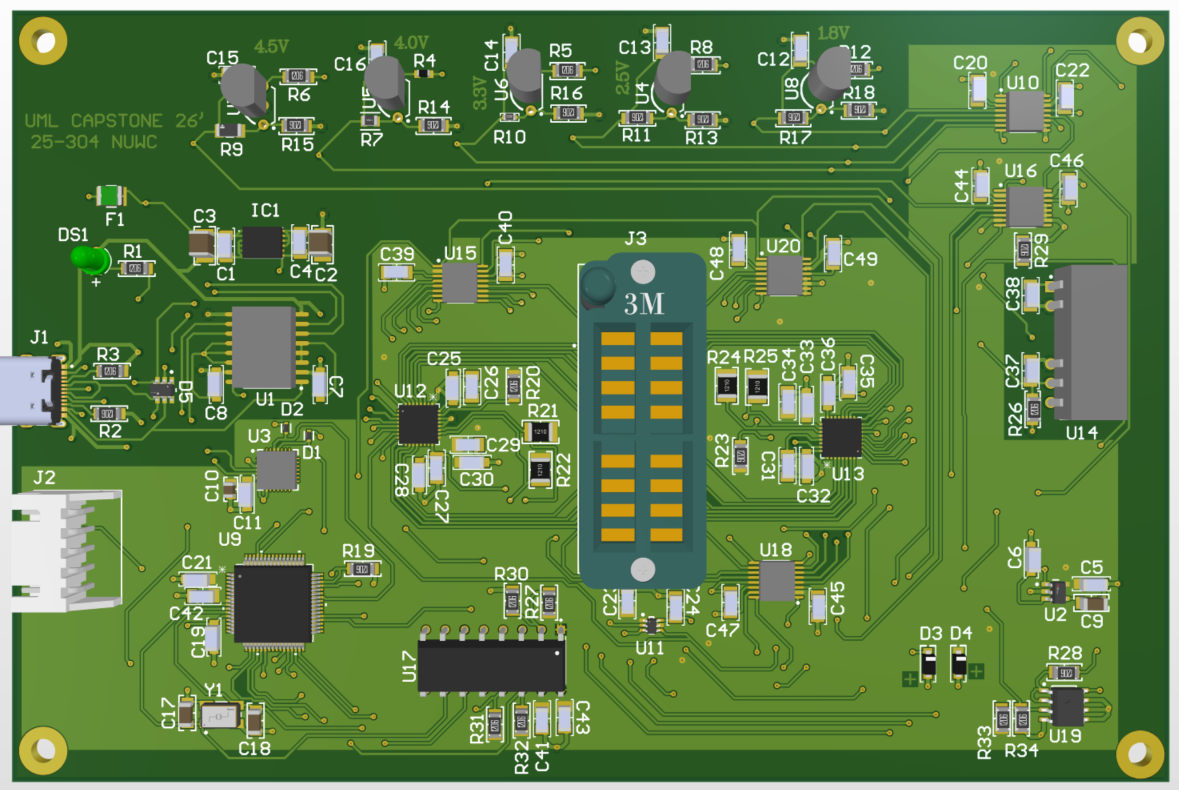 4.5V
4.0V
3.3V
2.5V
1.8V
C15
R6
R9
R15
C16
R4
U5
R7
R14
C14
R5
U6
R16
R10
C13
R8
U4
R11
R13
C12
R12
U8
R18
R17
C20
U10
C22
UML CAPSTONE 26'
25-304 NUWC
C44
U16
C46
R29
F1
C3
IC1
C1
C4
C2
DS1
R1
+
C39
U15
C40
J3
C48
U20
C49
3M
C38
C37
R26
U14
J1
R3
D5
R2
C8
U1
C7
D2
D1
U3
C10
C11
U12
C25
C26
R20
R21
C29
C30
R22
C28
C27
R24
R25
C34
C33
C36
C35
R23
C31
C32
U13
J2
U9
C21
C42
C19
R19
R30
R27
U11
U18
C47
C45
C6
C5
U2
C9
U17
D3
D4
+
+
R28
R33
R34
U19
C17
Y1
C18
R31
R32
C41
C43